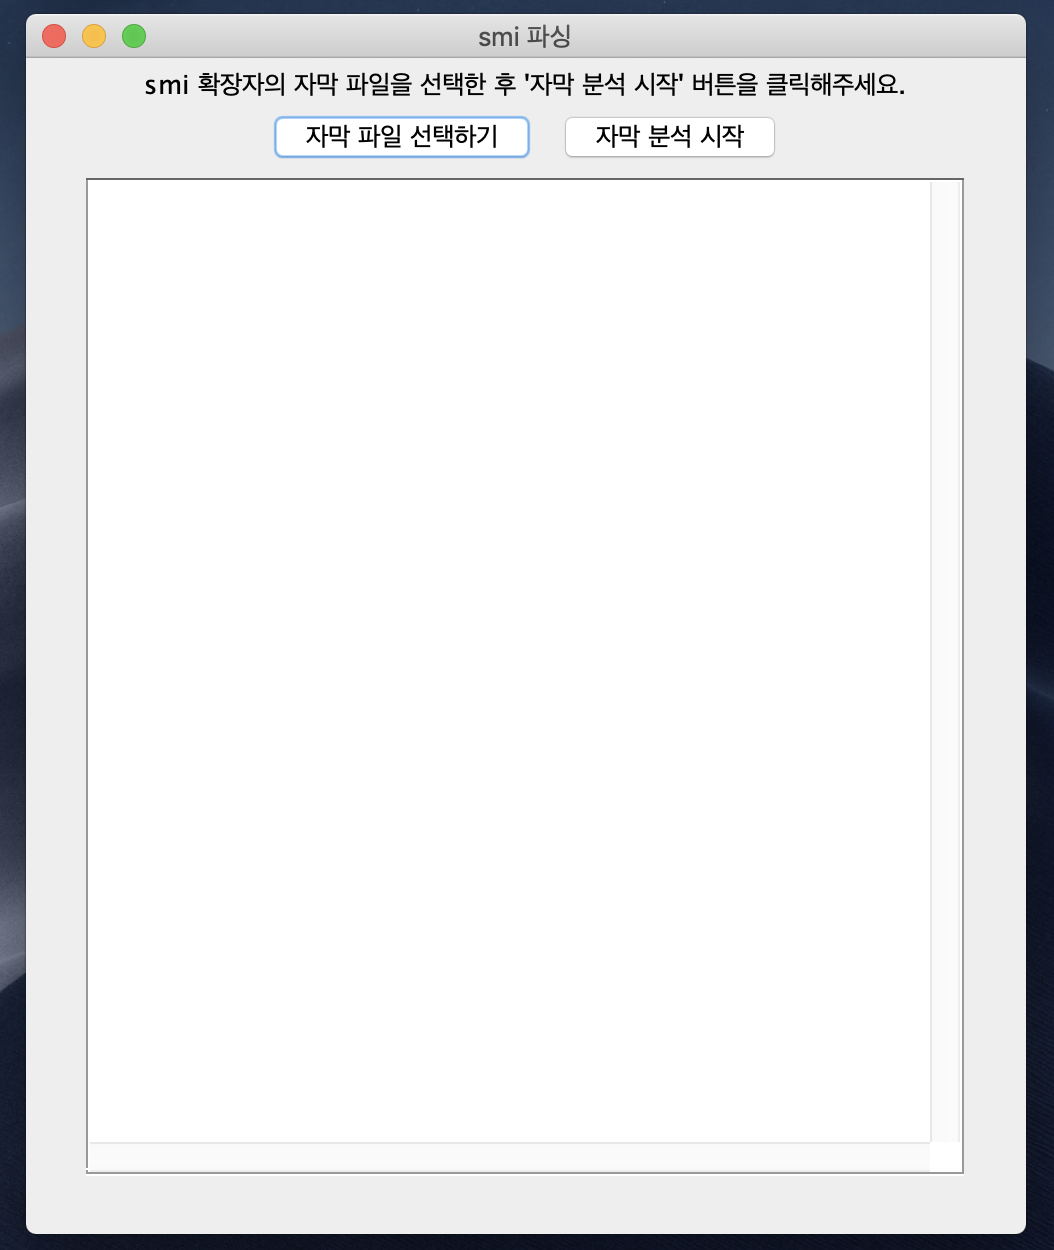 smi 파싱
smi 확장자의 자막 파일을 선택한 후 '자막 분석 시작' 버튼을 클릭해주세요.
자막 파일 선택하기 자막 분석 시작